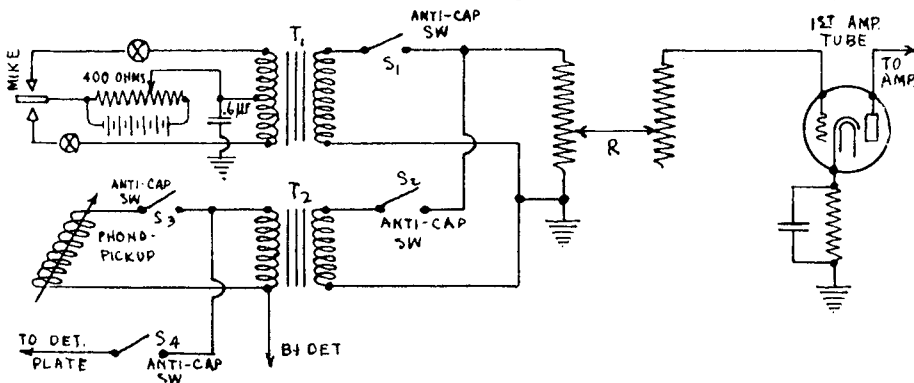 MIKE
400 OHMS
.6µF
T1
ANTI-CAP
SW
S1
R
1ST AMP.
TUBE
TO
AMP.
ANTI-CAP
SW
S3
PHONO-
PICKUP
T2
S2
ANTI-CAP
SW
TO DET.
PLATE
S4
ANTI-CAP
SW
B+ DET